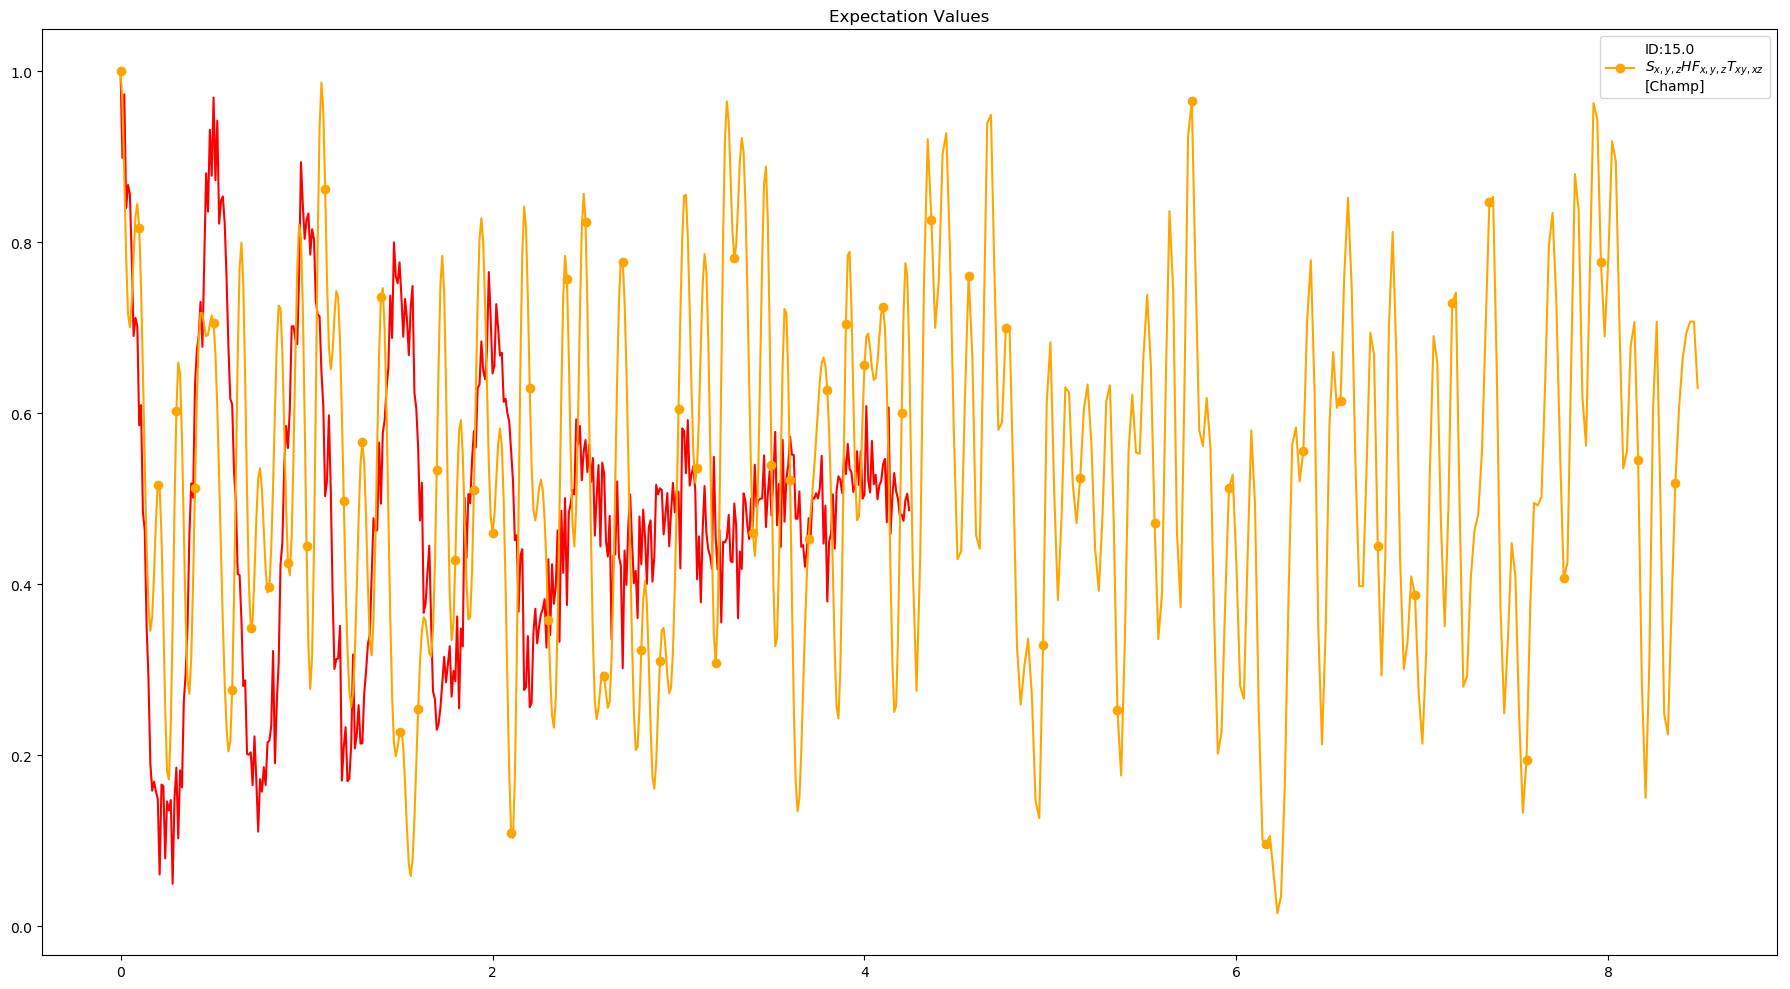 Expectation Values
ID:15.0
S_{x,y,z}HF_{x,y,z}T_{xy,xz}
[Champ]
1.0
0.8
0.6
0.4
0.2
0.0
0 2 4 6 8